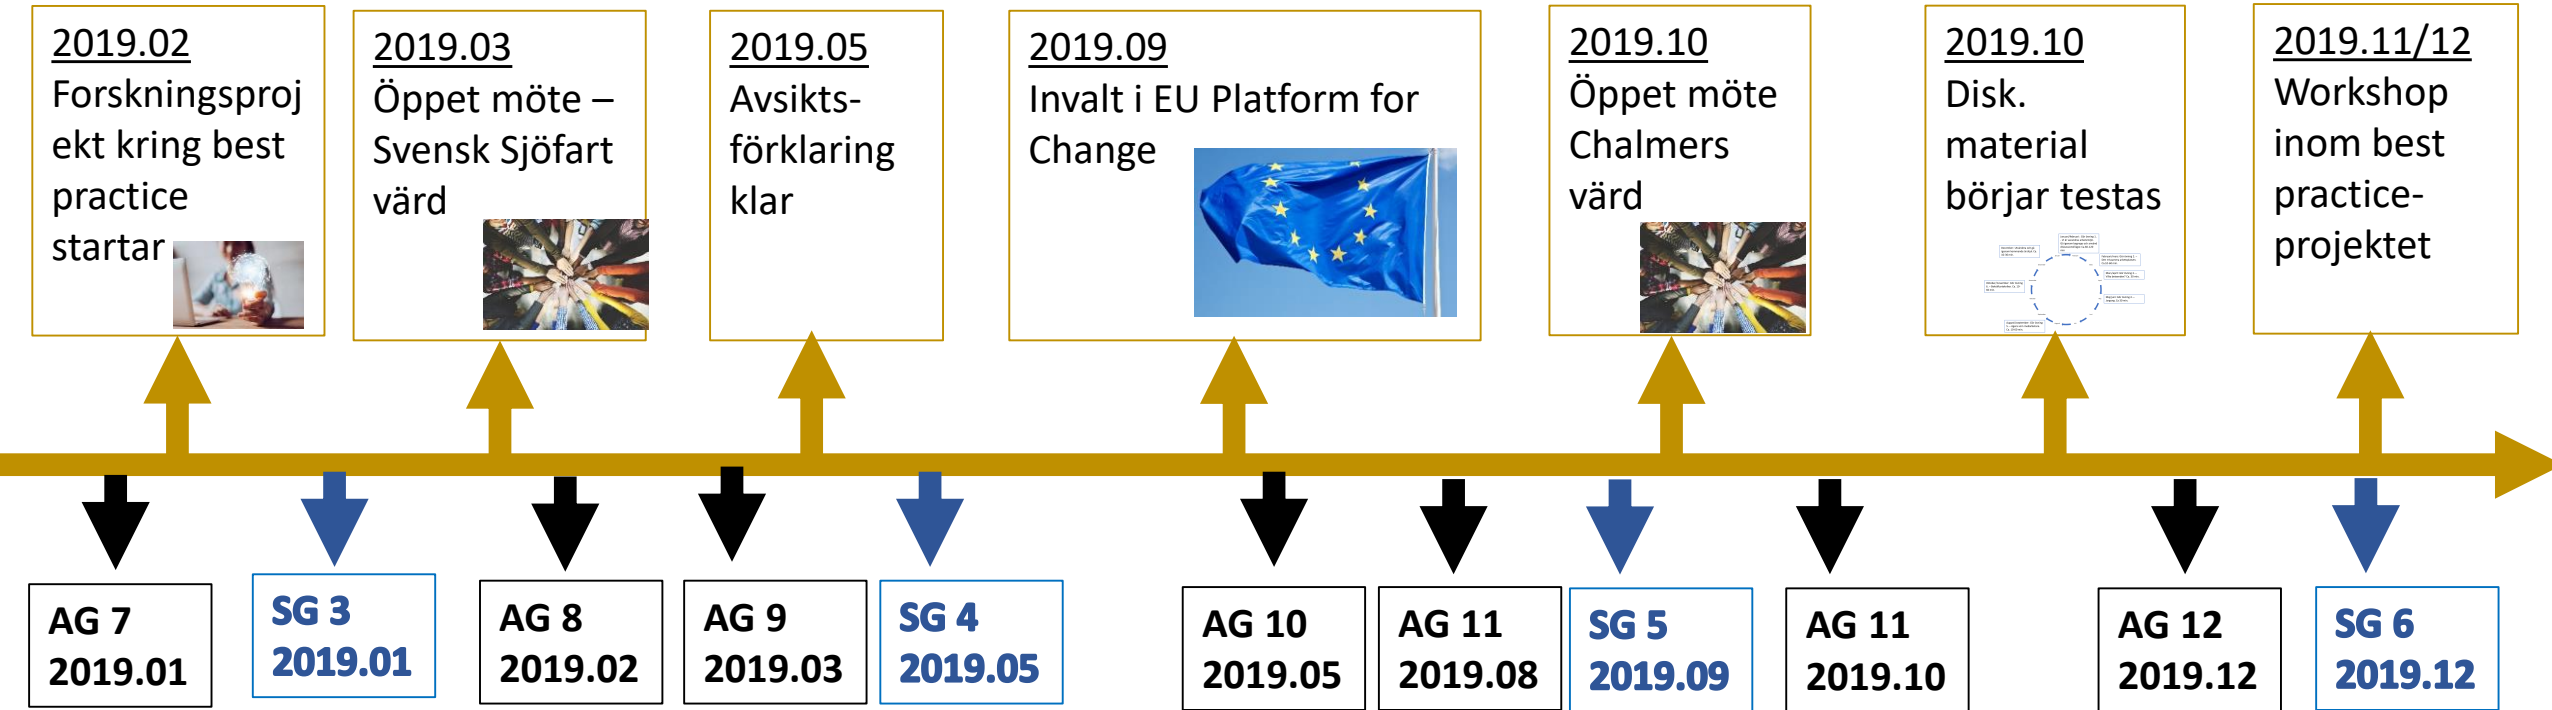 2019.02
Forskningsproj
ekt kring best
practice
startar
2019.03
Öppet möte –
Svensk Sjöfart
värd
2019.05
Avsikts-
förklaring
klar
2019.09
Invalt i EU Platform for
Change
2019.10
Öppet möte
Chalmers
värd
2019.10
Disk.
material
börjar testas
2019.11/12
Workshop
inom best
practice-
projektet
AG 7
2019.01
SG 3
2019.01
AG 8
2019.02
AG 9
2019.03
SG 4
2019.05
AG 10
2019.05
AG 11
2019.08
SG 5
2019.09
AG 11
2019.10
AG 12
2019.12
SG 6
2019.12